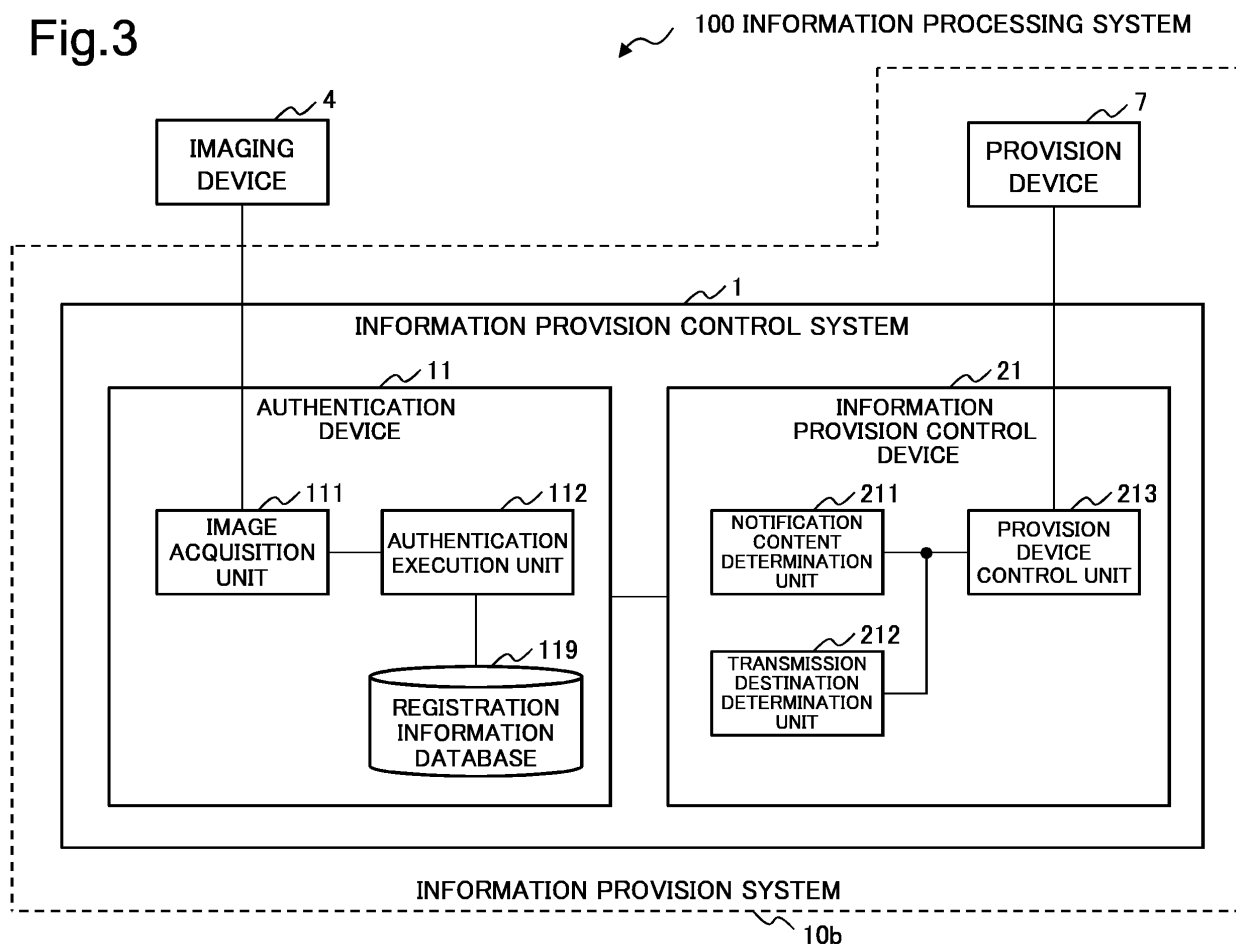 Fig.3
100 INFORMATION PROCESSING SYSTEM
4
IMAGING
DEVICE
7
PROVISION
DEVICE
1
INFORMATION PROVISION CONTROL SYSTEM
11
AUTHENTICATION
DEVICE
111
IMAGE
ACQUISITION
UNIT
112
AUTHENTICATION
EXECUTION UNIT
119
REGISTRATION
INFORMATION
DATABASE
21
INFORMATION
PROVISION CONTROL
DEVICE
211
NOTIFICATION
CONTENT
DETERMINATION
UNIT
213
PROVISION
DEVICE
CONTROL UNIT
212
TRANSMISSION
DESTINATION
DETERMINATION
UNIT
INFORMATION PROVISION SYSTEM
10b